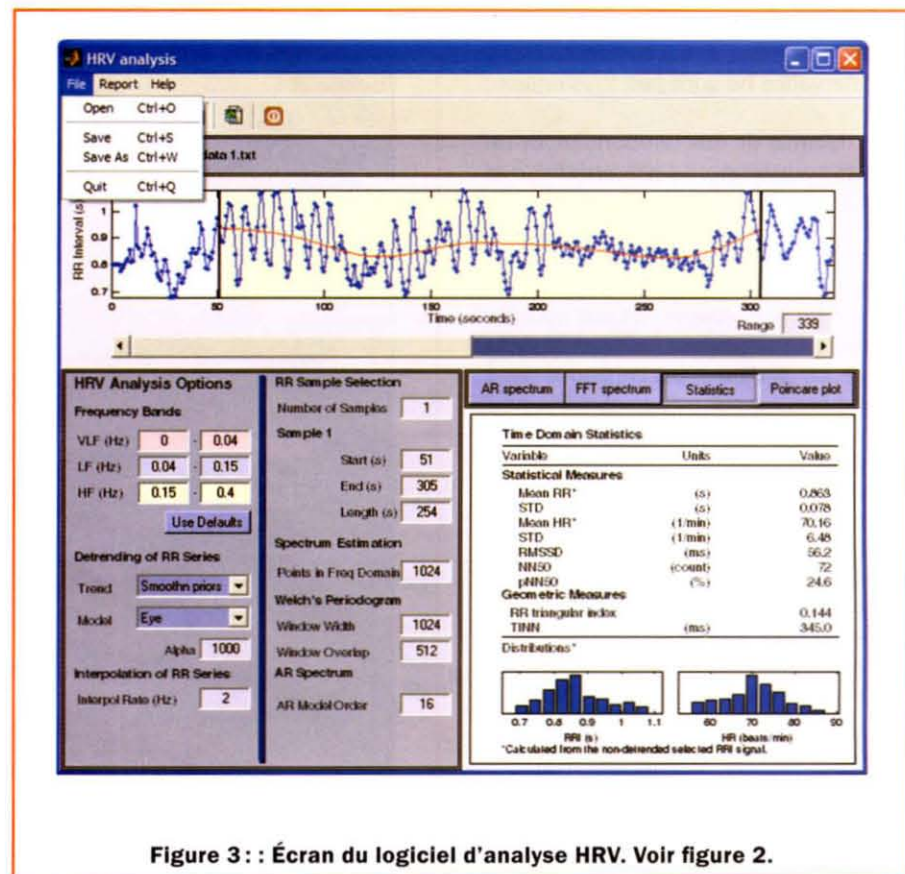 HRV analysis
File Report Help
Open Ctrl+O
Save Ctrl+S
Save As Ctrl+W
Quit Ctrl+Q
data 1.txt
RR Interval (s)
1
0.9
0.8
0.7
0 50 100 150 200 250 300
Time (seconds)
Range 339
HRV Analysis Options
Frequency Bands
VLF (Hz) 0 - 0.04
LF (Hz) 0.04 - 0.15
HF (Hz) 0.15 - 0.4
Use Defaults
Detrending of RR Series
Trend Smoothn priors
Model Eye
Alpha 1000
Interpolation of RR Series
Interpol Rate (Hz) 2
RR Sample Selection
Number of Samples 1
Sample 1
Start (s) 51
End (s) 305
Length (s) 254
Spectrum Estimation
Points in Freq Domain 1024
Welch's Periodogram
Window Width 1024
Window Overlap 512
AR Spectrum
AR Model Order 16
AR spectrum FFT spectrum Statistics Poincare plot
Time Domain Statistics
Variable Units Value
Statistical Measures
Mean RR* (s) 0.863
STD (s) 0.078
Mean HR* (1/min) 70.16
STD (1/min) 6.48
RMSSD (ms) 56.2
NN50 (count) 72
pNN50 (%) 24.6
Geometric Measures
RR triangular index 0.144
TINN (ms) 345.0
Distributions*
0.7 0.8 0.9 1 1.1
RRI (s)
60 70 80 90
HR (beats/min)
*Calculated from the non-detrended selected RRI signal.
Figure 3 : : Écran du logiciel d'analyse HRV. Voir figure 2.